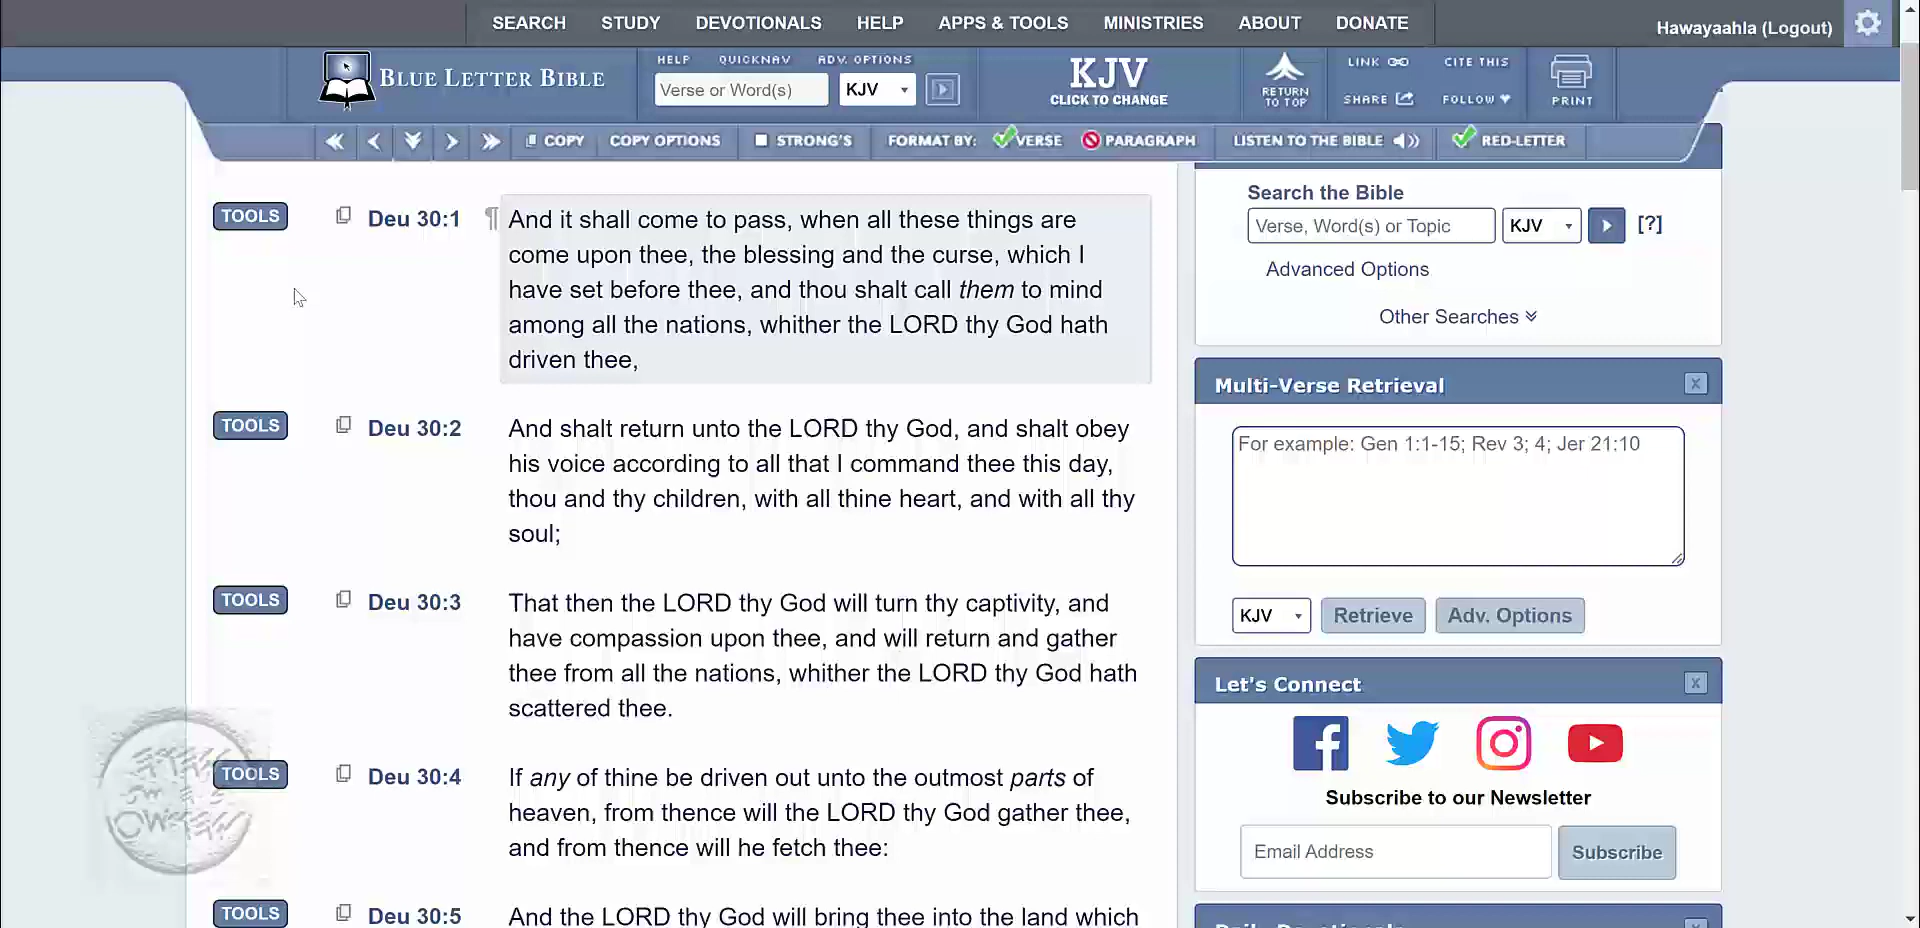 SEARCH STUDY DEVOTIONALS HELP APPS & TOOLS MINISTRIES ABOUT DONATE
Hawayaahla (Logout)
BLUE LETTER BIBLE
HELP QUICKNAV ADV. OPTIONS
Verse or Word(s) KJV
KJV
CLICK TO CHANGE
RETURN
TO TOP
LINK CITE THIS
SHARE FOLLOW
PRINT
COPY COPY OPTIONS STRONG'S FORMAT BY: VERSE PARAGRAPH LISTEN TO THE BIBLE RED-LETTER
TOOLS Deu 30:1 ¶ And it shall come to pass, when all these things are
come upon thee, the blessing and the curse, which I
have set before thee, and thou shalt call them to mind
among all the nations, whither the LORD thy God hath
driven thee,
TOOLS Deu 30:2 And shalt return unto the LORD thy God, and shalt obey
his voice according to all that I command thee this day,
thou and thy children, with all thine heart, and with all thy
soul;
TOOLS Deu 30:3 That then the LORD thy God will turn thy captivity, and
have compassion upon thee, and will return and gather
thee from all the nations, whither the LORD thy God hath
scattered thee.
TOOLS Deu 30:4 If any of thine be driven out unto the outmost parts of
heaven, from thence will the LORD thy God gather thee,
and from thence will he fetch thee:
TOOLS Deu 30:5 And the LORD thy God will bring thee into the land which
Search the Bible
Verse, Word(s) or Topic KJV [?]
Advanced Options
Other Searches
Multi-Verse Retrieval X
For example: Gen 1:1-15; Rev 3; 4; Jer 21:10
KJV Retrieve Adv. Options
Let's Connect X
Subscribe to our Newsletter
Email Address Subscribe